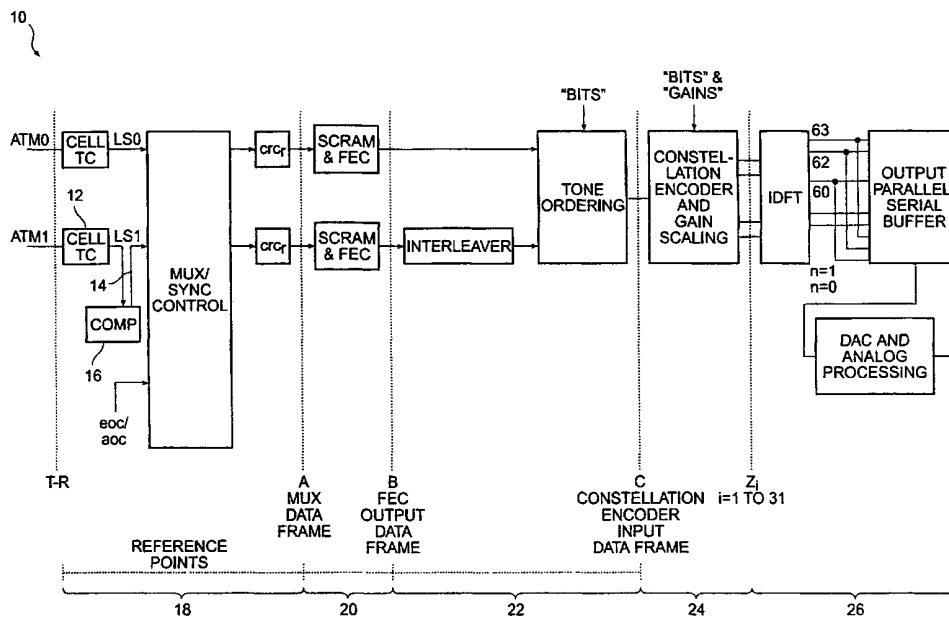 10
"BITS"
"BITS" &
"GAINS"
ATM0
CELL
TC
LS0
MUX/
SYNC
CONTROL
crcr
SCRAM
& FEC
TONE
ORDERING
CONSTEL-
LATION
ENCODER
AND
GAIN
SCALING
IDFT
63
62
60
n=1
n=0
OUTPUT
PARALLEL
SERIAL
BUFFER
12
ATM1
CELL
TC
LS1
crcr
SCRAM
& FEC
INTERLEAVER
14
COMP
16
eoc/
aoc
DAC AND
ANALOG
PROCESSING
T-R
A
MUX
DATA
FRAME
B
FEC
OUTPUT
DATA
FRAME
C
CONSTELLATION
ENCODER
INPUT
DATA FRAME
Zi
i=1 TO 31
REFERENCE
POINTS
18
20
22
24
26